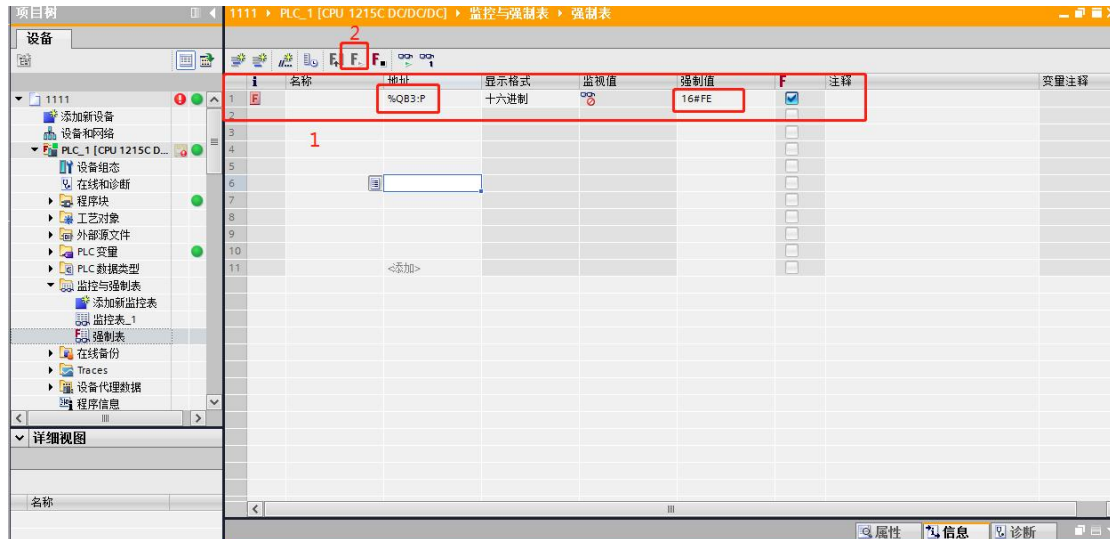 项目树
1111 ▸ PLC_1 [CPU 1215C DC/DC/DC] ▸ 监控与强制表 ▸ 强制表
设备
2
i 名称 地址 显示格式 监视值 强制值 F 注释 变量注释
1 F %QB3:P 十六进制 16#FE
2
3
4
5
6
7
8
9
10
11 <添加>
1
1111
添加新设备
设备和网络
PLC_1 [CPU 1215C D...
设备组态
在线和诊断
程序块
工艺对象
外部源文件
PLC 变量
PLC 数据类型
监控与强制表
添加新监控表
监控表_1
强制表
在线备份
Traces
设备代理数据
程序信息
详细视图
名称
属性 信息 诊断